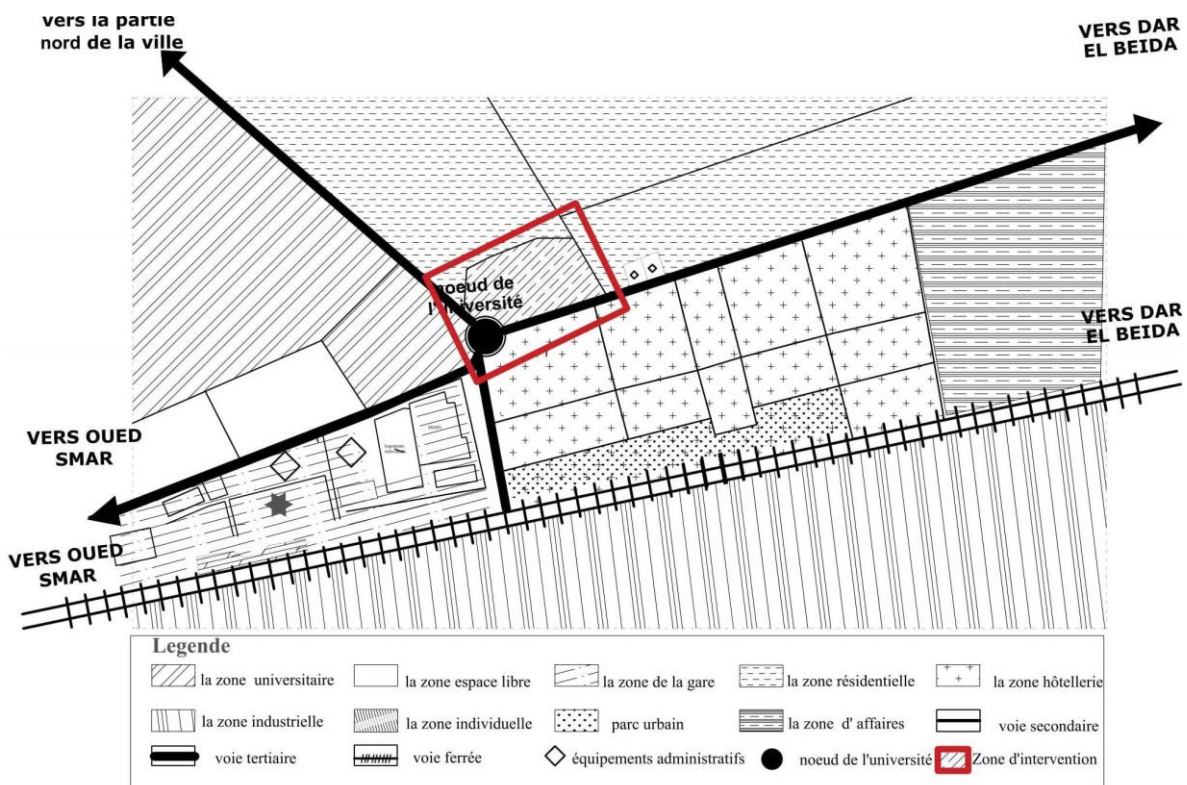 vers la partie
nord de la ville
VERS DAR
EL BEIDA
noeud de
l'université
VERS DAR
EL BEIDA
VERS OUED
SMAR
VERS OUED
SMAR
Legende
la zone universitaire
la zone espace libre
la zone de la gare
la zone résidentielle
la zone hôtellerie
la zone industrielle
la zone individuelle
parc urbain
la zone d' affaires
voie secondaire
voie tertiaire
voie ferrée
équipements administratifs
noeud de l'université
Zone d'intervention